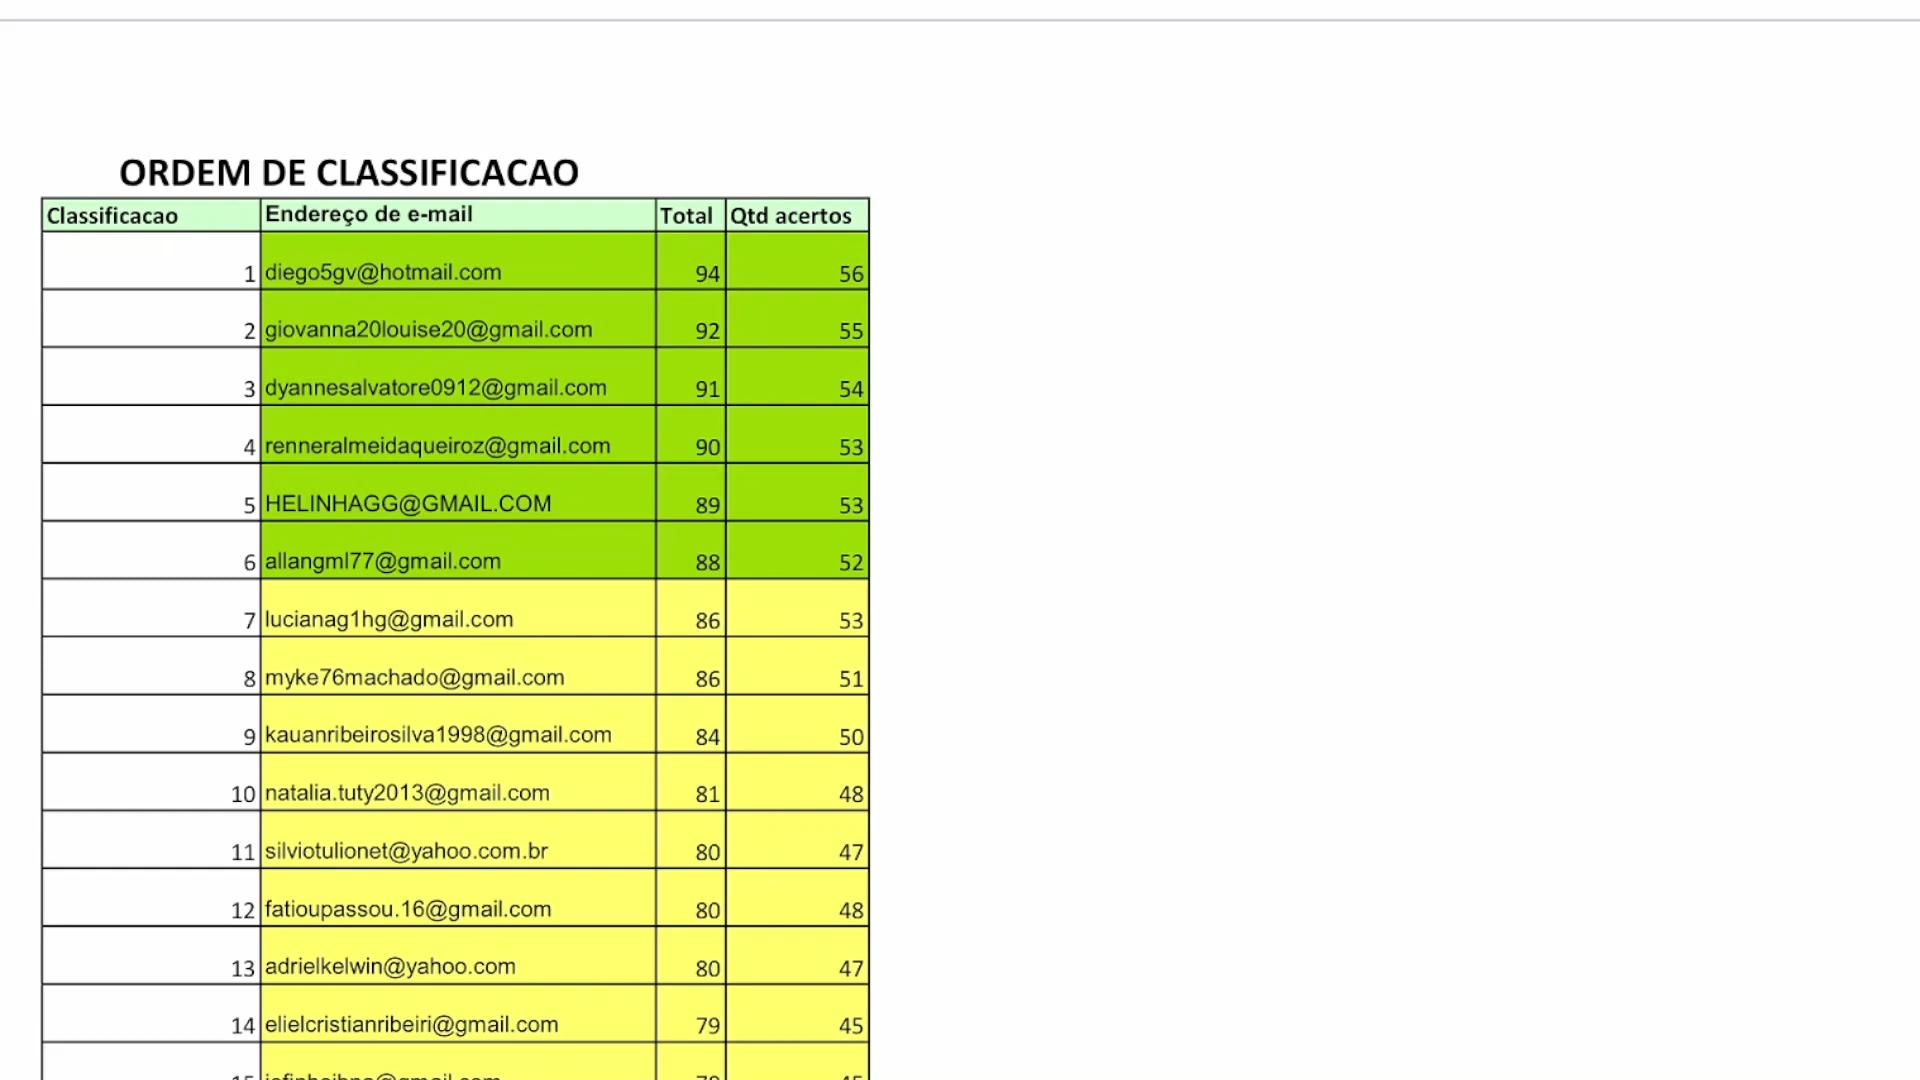 ORDEM DE CLASSIFICACAO
Classificacao Endereço de e-mail Total Qtd acertos
1 diego5gv@hotmail.com 94 56
2 giovanna20louise20@gmail.com 92 55
3 dyannesalvatore0912@gmail.com 91 54
4 renneralmeidaqueiroz@gmail.com 90 53
5 HELINHAGG@GMAIL.COM 89 53
6 allangml77@gmail.com 88 52
7 lucianag1hg@gmail.com 86 53
8 myke76machado@gmail.com 86 51
9 kauanribeirosilva1998@gmail.com 84 50
10 natalia.tuty2013@gmail.com 81 48
11 silviotulionet@yahoo.com.br 80 47
12 fatioupassou.16@gmail.com 80 48
13 adrielkelwin@yahoo.com 80 47
14 elielcristianribeiri@gmail.com 79 45